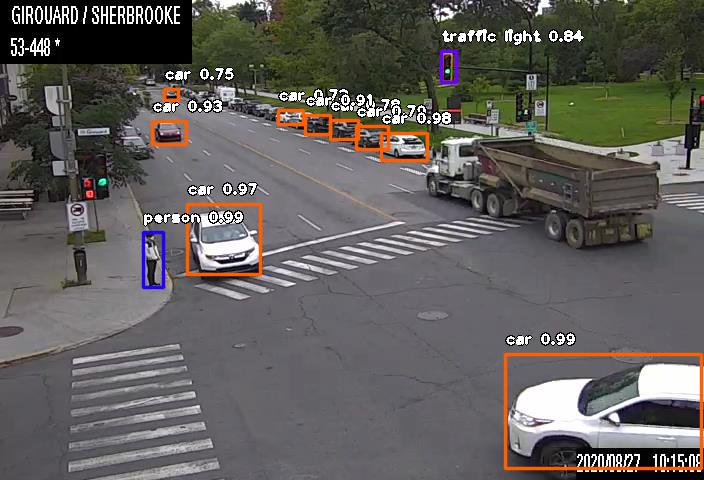 GIROUARD / SHERBROOKE
53-448 *
traffic light 0.84
car 0.75
car 0.93
car 0.98
car 0.97
person 0.99
car 0.99
2020/08/27 10:15:08